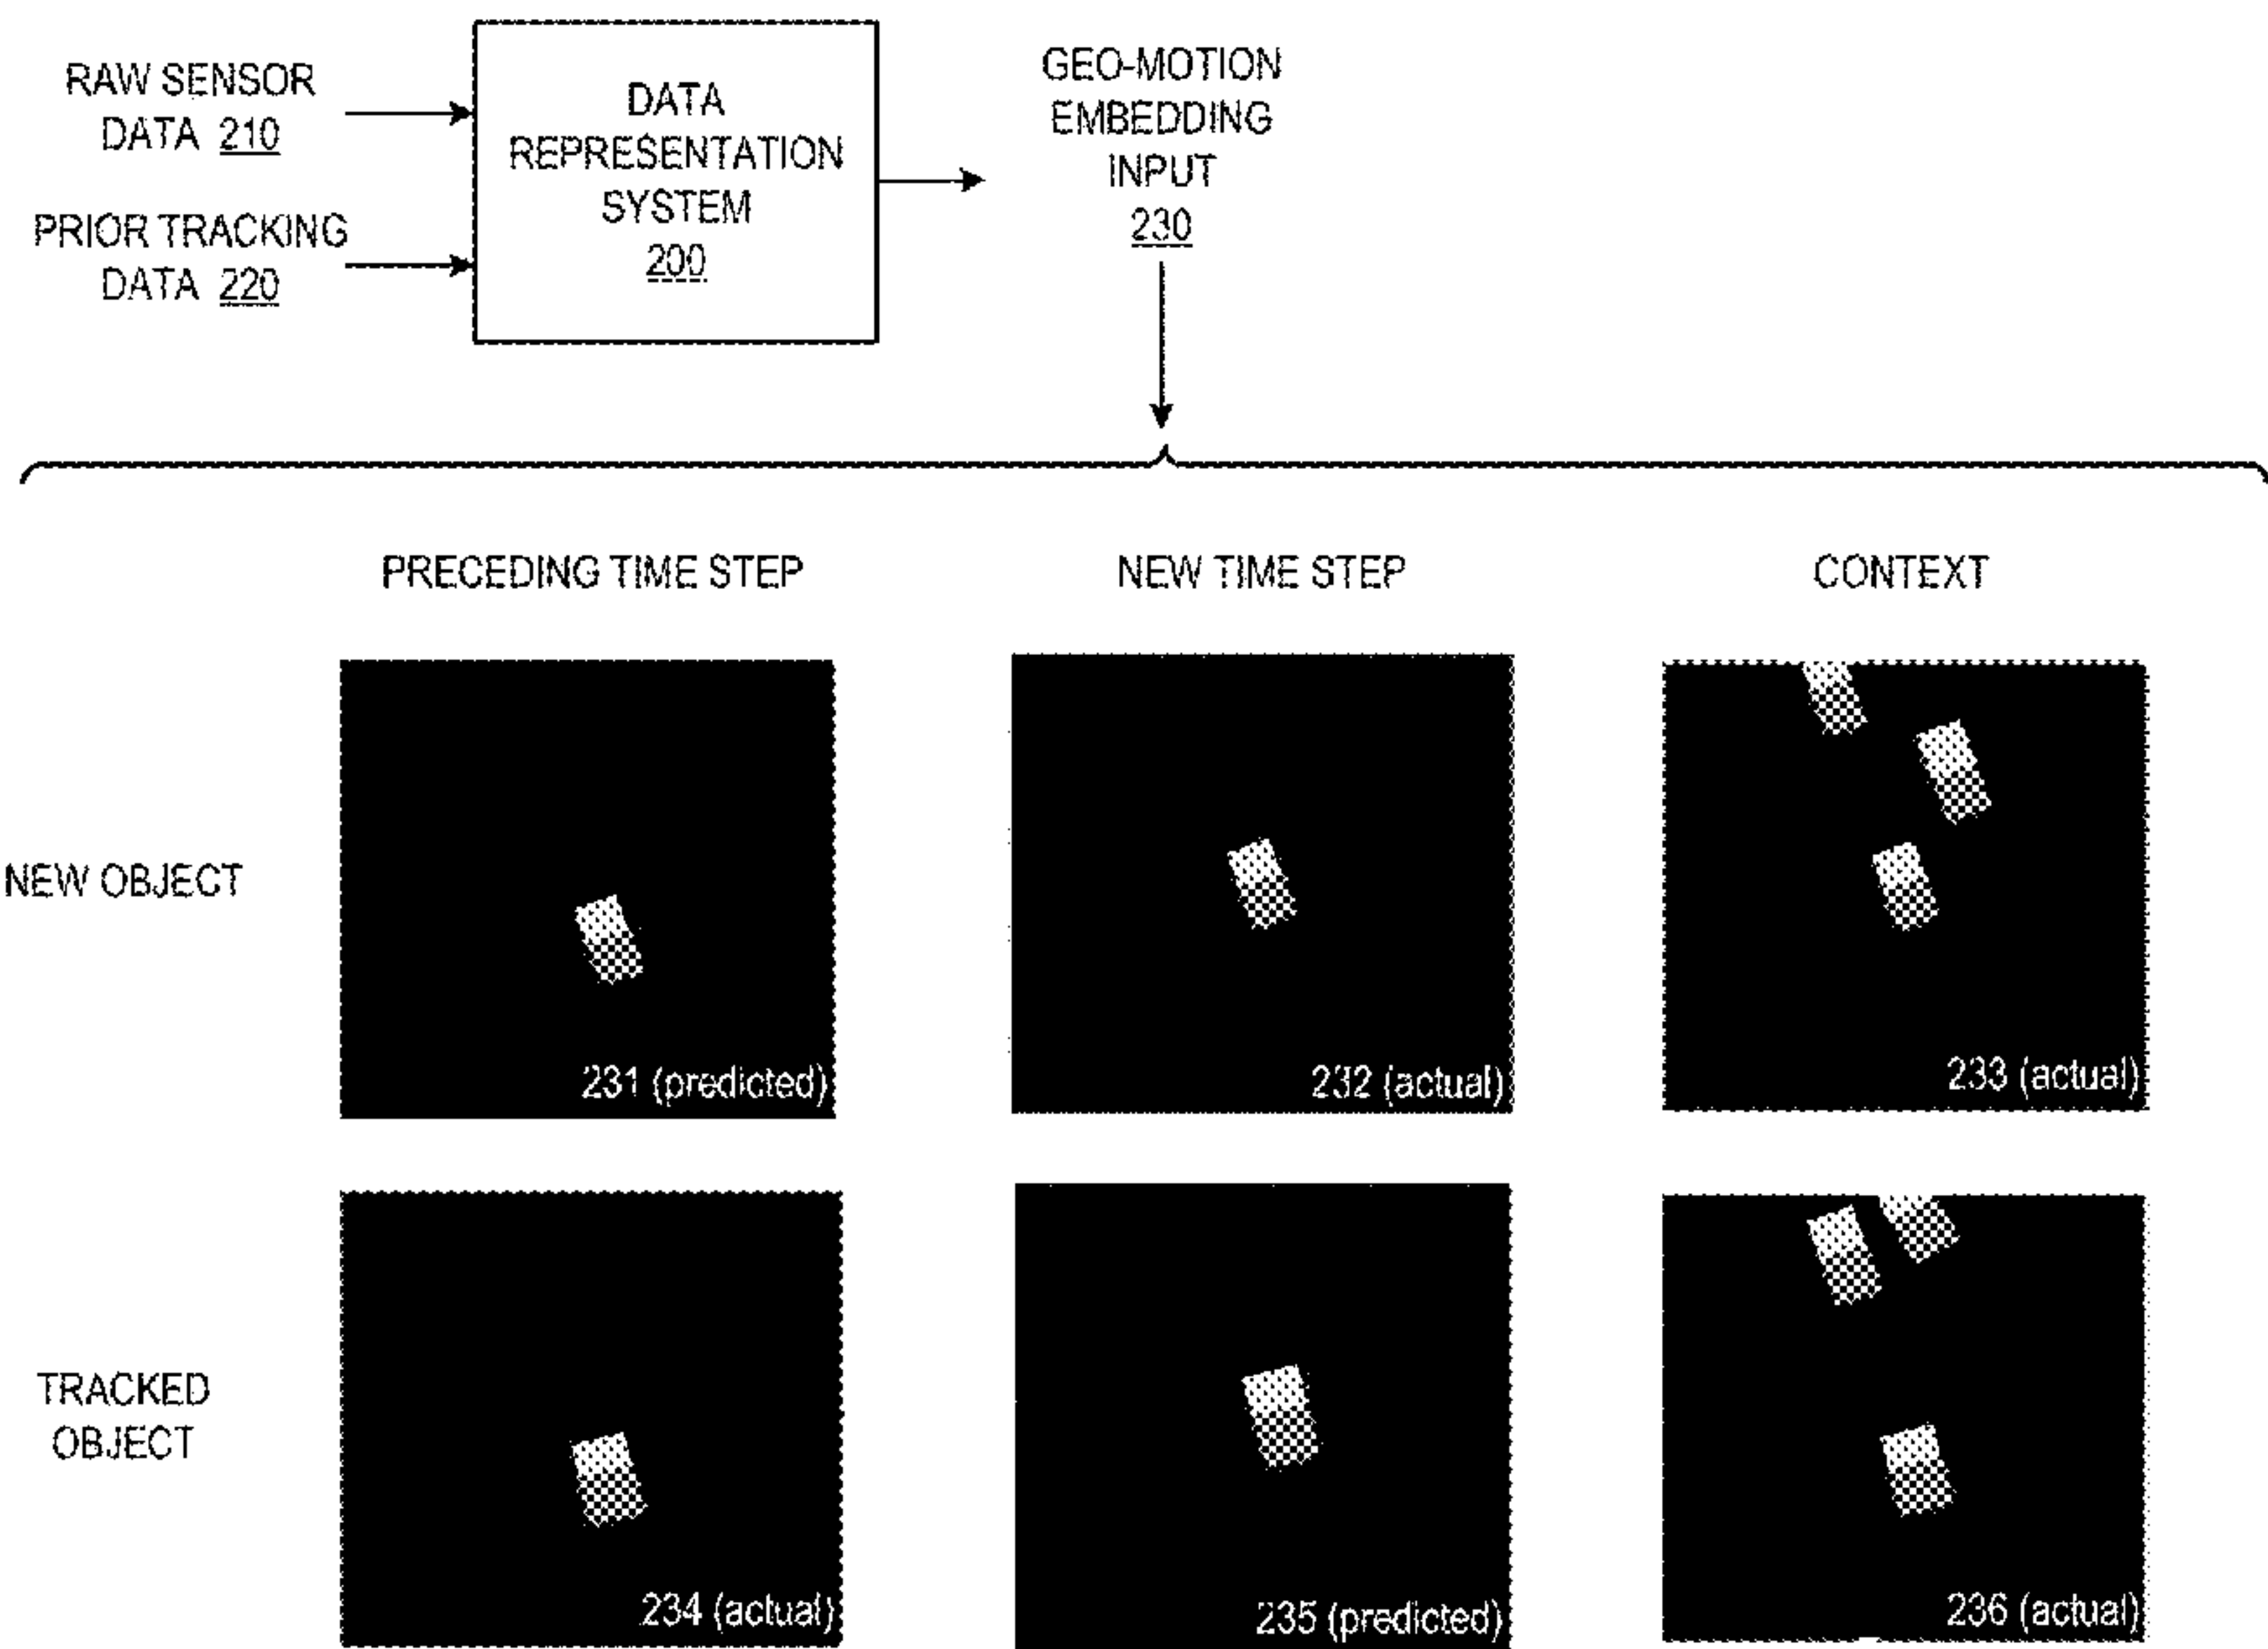 RAW SENSOR
DATA 210
PRIOR TRACKING
DATA 220
DATA
REPRESENTATION
SYSTEM
200
GEO-MOTION
EMBEDDING
INPUT
230
PRECEDING TIME STEP
NEW TIME STEP
CONTEXT
NEW OBJECT
231 (predicted)
232 (actual)
233 (actual)
TRACKED
OBJECT
234 (actual)
235 (predicted)
236 (actual)